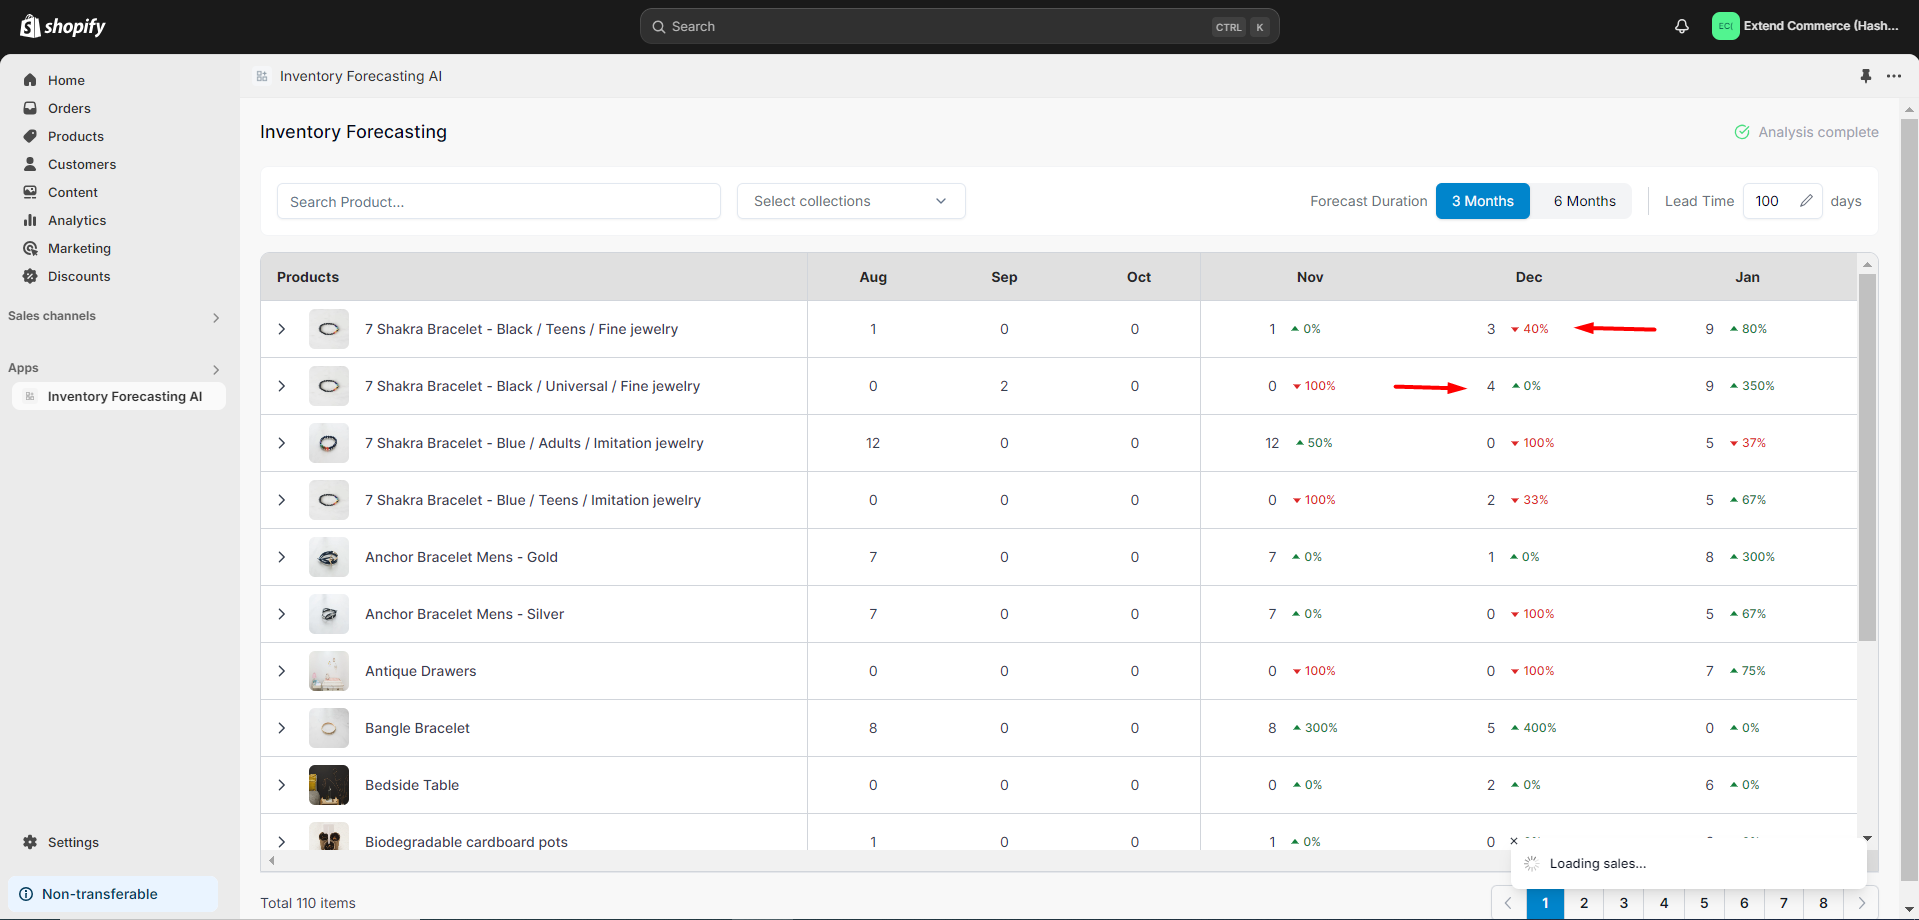 shopify
Search CTRL K
EC( Extend Commerce (Hash...
Home
Orders
Products
Customers
Content
Analytics
Marketing
Discounts
Sales channels
Apps
Inventory Forecasting AI
Settings
Non-transferable
Inventory Forecasting AI
Inventory Forecasting
Analysis complete
Search Product...
Select collections
Forecast Duration 3 Months 6 Months Lead Time 100 days
Products Aug Sep Oct Nov Dec Jan
7 Shakra Bracelet - Black / Teens / Fine jewelry 1 0 0 1 0% 3 40% 9 80%
7 Shakra Bracelet - Black / Universal / Fine jewelry 0 2 0 0 100% 4 0% 9 350%
7 Shakra Bracelet - Blue / Adults / Imitation jewelry 12 0 0 12 50% 0 100% 5 37%
7 Shakra Bracelet - Blue / Teens / Imitation jewelry 0 0 0 0 100% 2 33% 5 67%
Anchor Bracelet Mens - Gold 7 0 0 7 0% 1 0% 8 300%
Anchor Bracelet Mens - Silver 7 0 0 7 0% 0 100% 5 67%
Antique Drawers 0 0 0 0 100% 0 100% 7 75%
Bangle Bracelet 8 0 0 8 300% 5 400% 0 0%
Bedside Table 0 0 0 0 0% 2 0% 6 0%
Biodegradable cardboard pots 1 0 0 1 0% 0
Loading sales...
Total 110 items
1 2 3 4 5 6 7 8